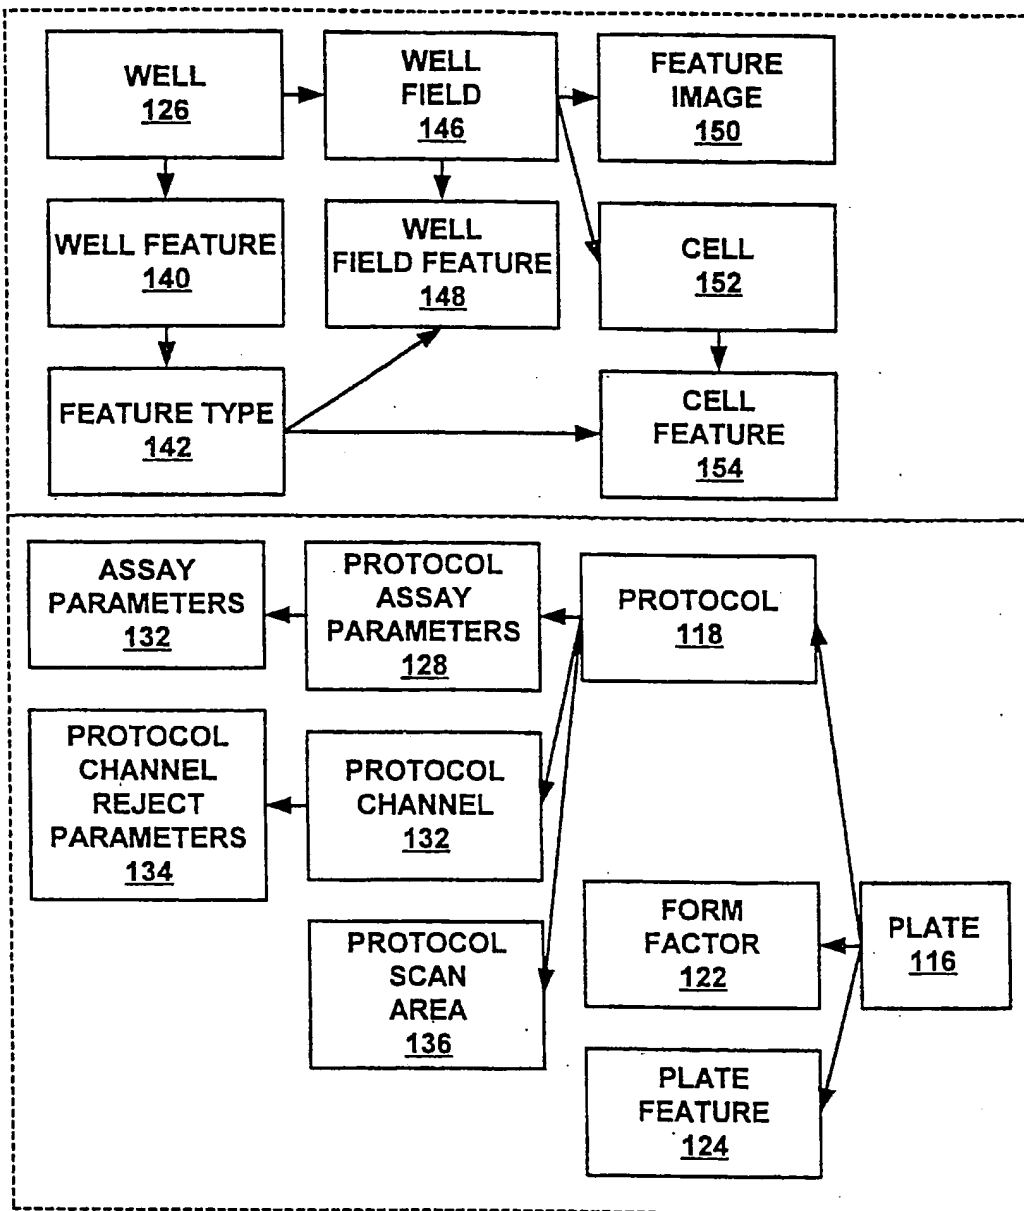 WELL
126
WELL
FIELD
146
FEATURE
IMAGE
150
WELL FEATURE
140
WELL
FIELD FEATURE
148
CELL
152
FEATURE TYPE
142
CELL
FEATURE
154
ASSAY
PARAMETERS
132
PROTOCOL
ASSAY
PARAMETERS
128
PROTOCOL
118
PROTOCOL
CHANNEL
REJECT
PARAMETERS
134
PROTOCOL
CHANNEL
132
FORM
FACTOR
122
PLATE
116
PROTOCOL
SCAN
AREA
136
PLATE
FEATURE
124